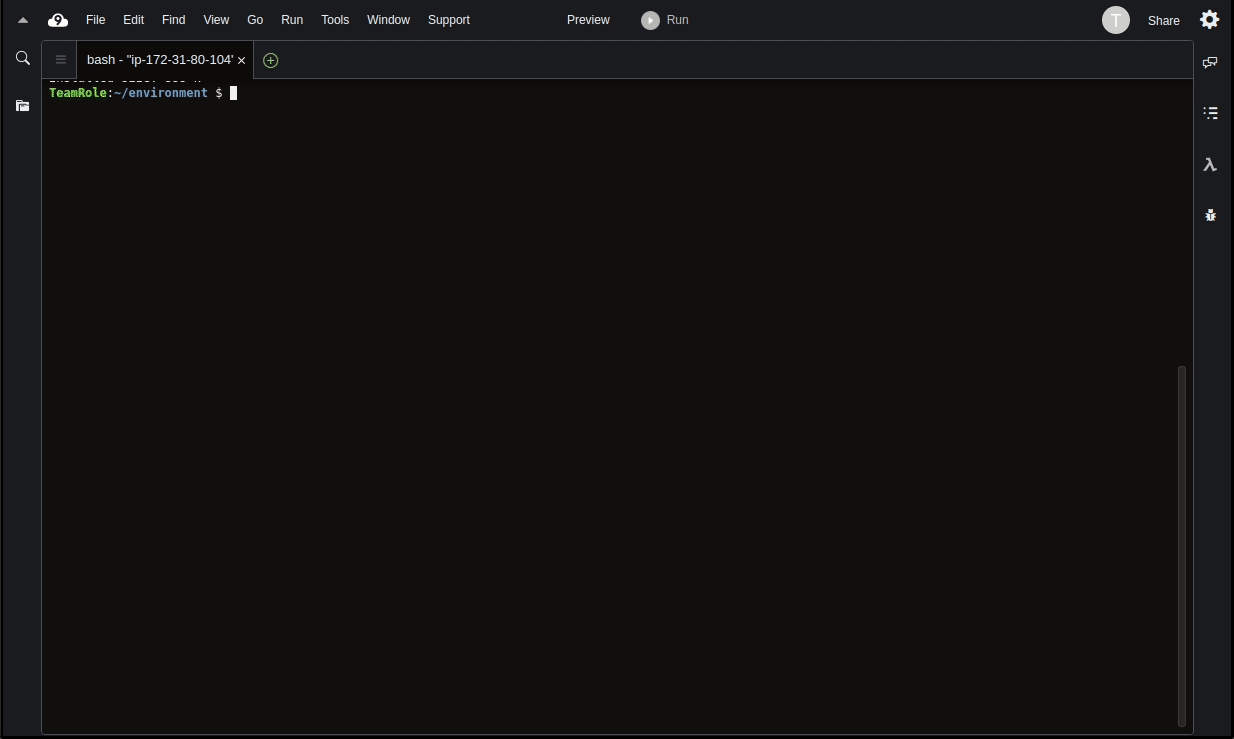 File Edit Find View Go Run Tools Window Support Preview Run T Share
bash - "ip-172-31-80-104"
TeamRole:~/environment $